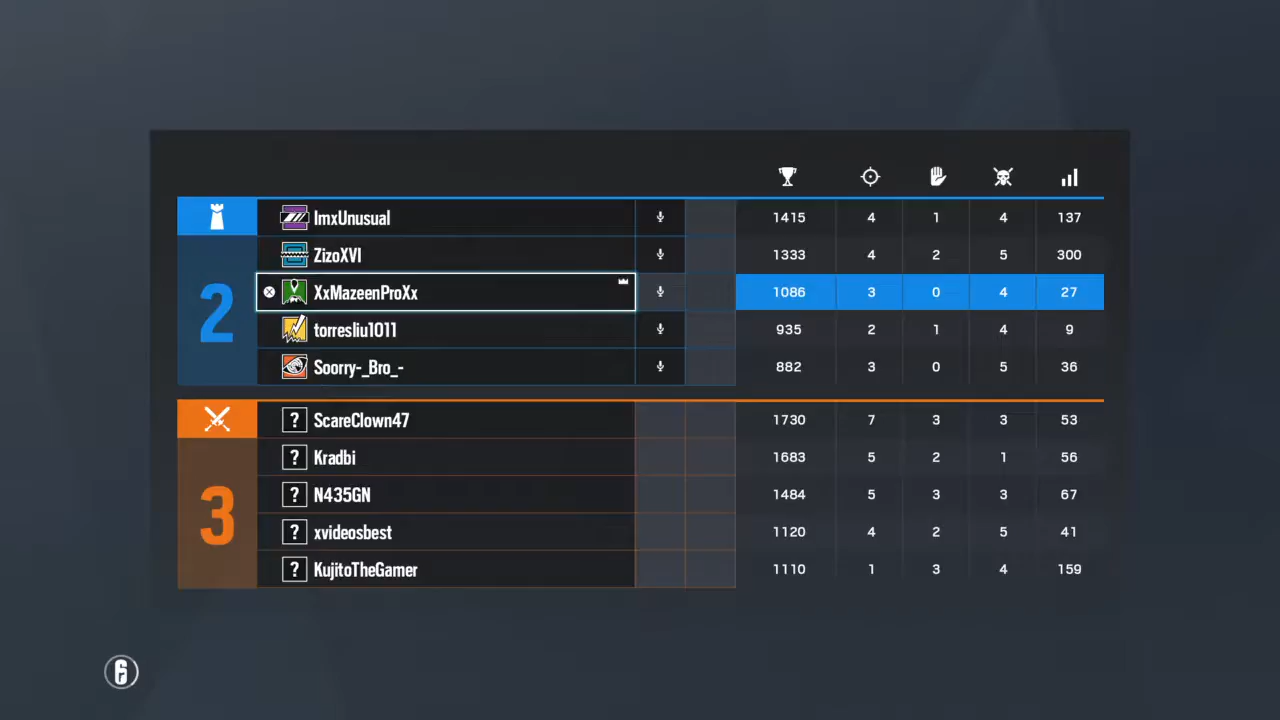 ImxUnusual 1415 4 1 4 137
ZizoXVI 1333 4 2 5 300
2 XxMazeenProXx 1086 3 0 4 27
torresliu1011 935 2 1 4 9
Soorry-_Bro_- 882 3 0 5 36
? ScareClown47 1730 7 3 3 53
? Kradbi 1683 5 2 1 56
3 ? N435GN 1484 5 3 3 67
? xvideosbest 1120 4 2 5 41
? KujitoTheGamer 1110 1 3 4 159
6